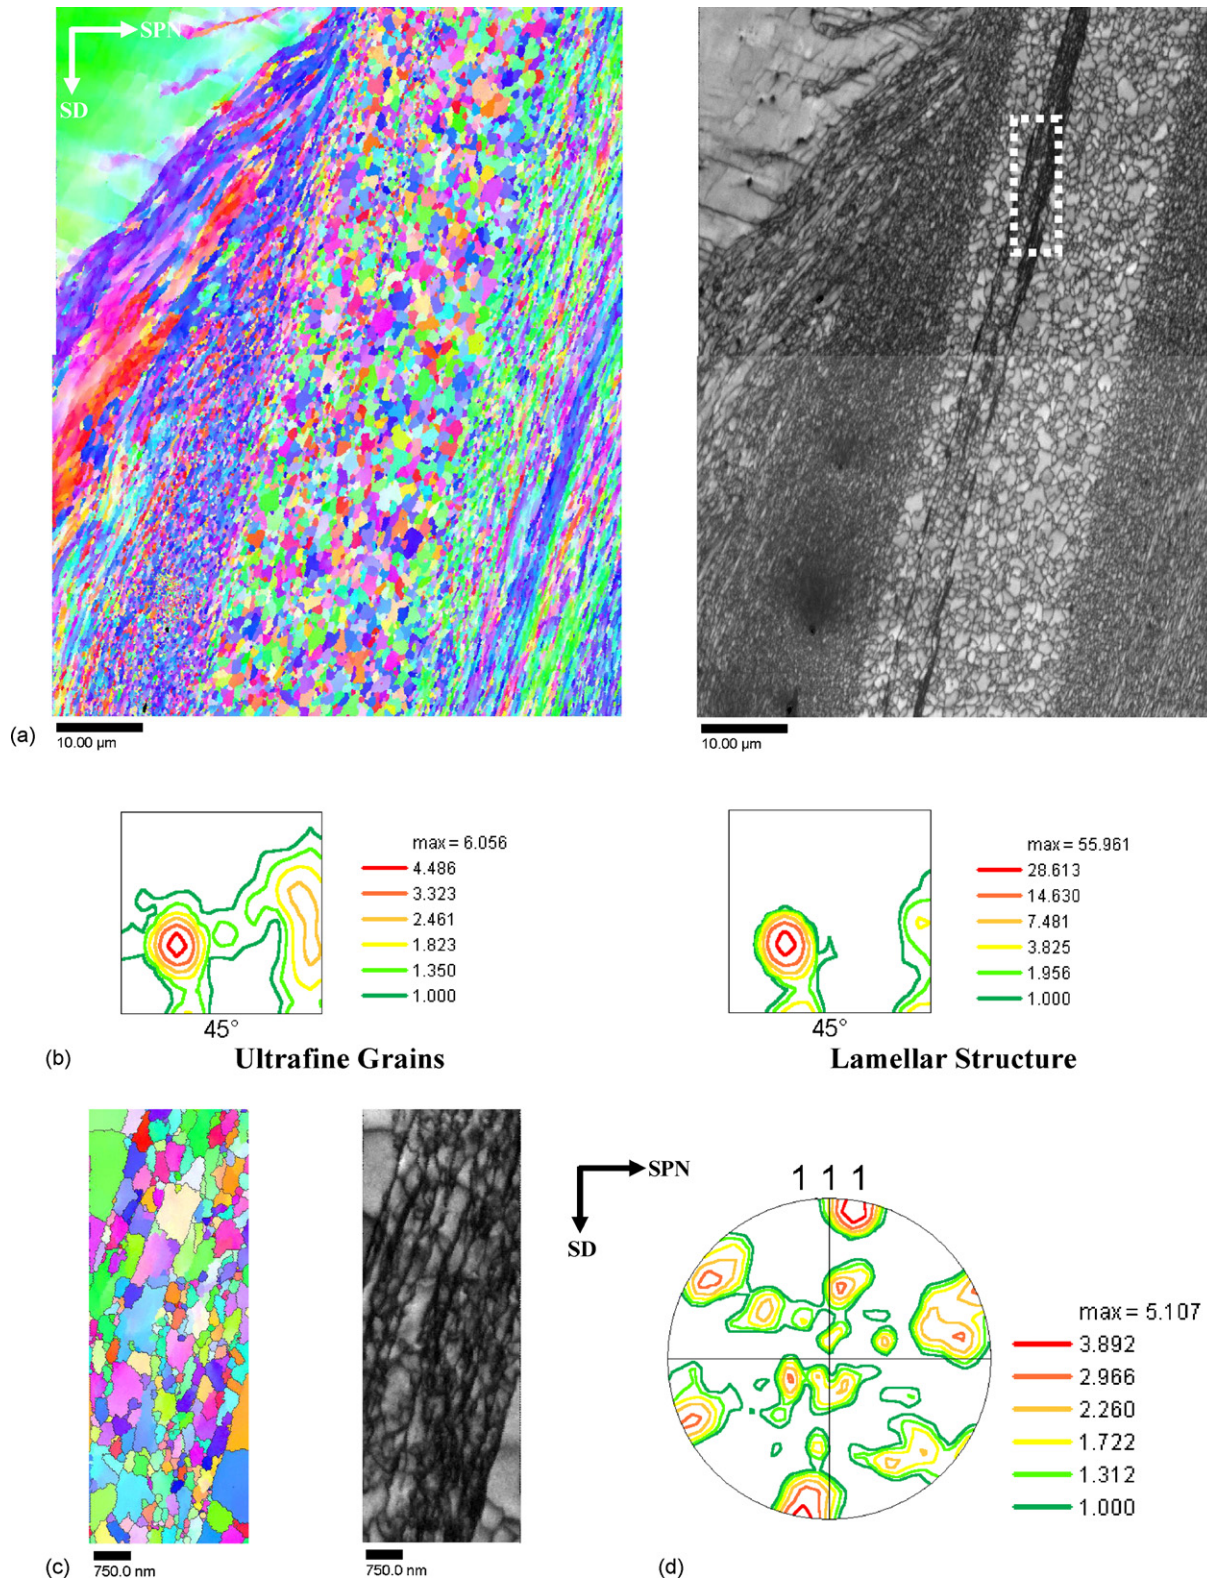 SPN
SD
(a)
10.00 µm
10.00 µm
max = 6.056
4.486
3.323
2.461
1.823
1.350
1.000
45°
max = 55.961
28.613
14.630
7.481
3.825
1.956
1.000
45°
(b)
Ultrafine Grains
Lamellar Structure
SPN
SD
1 1 1
max = 5.107
3.892
2.966
2.260
1.722
1.312
1.000
(c)
750.0 nm
750.0 nm
(d)